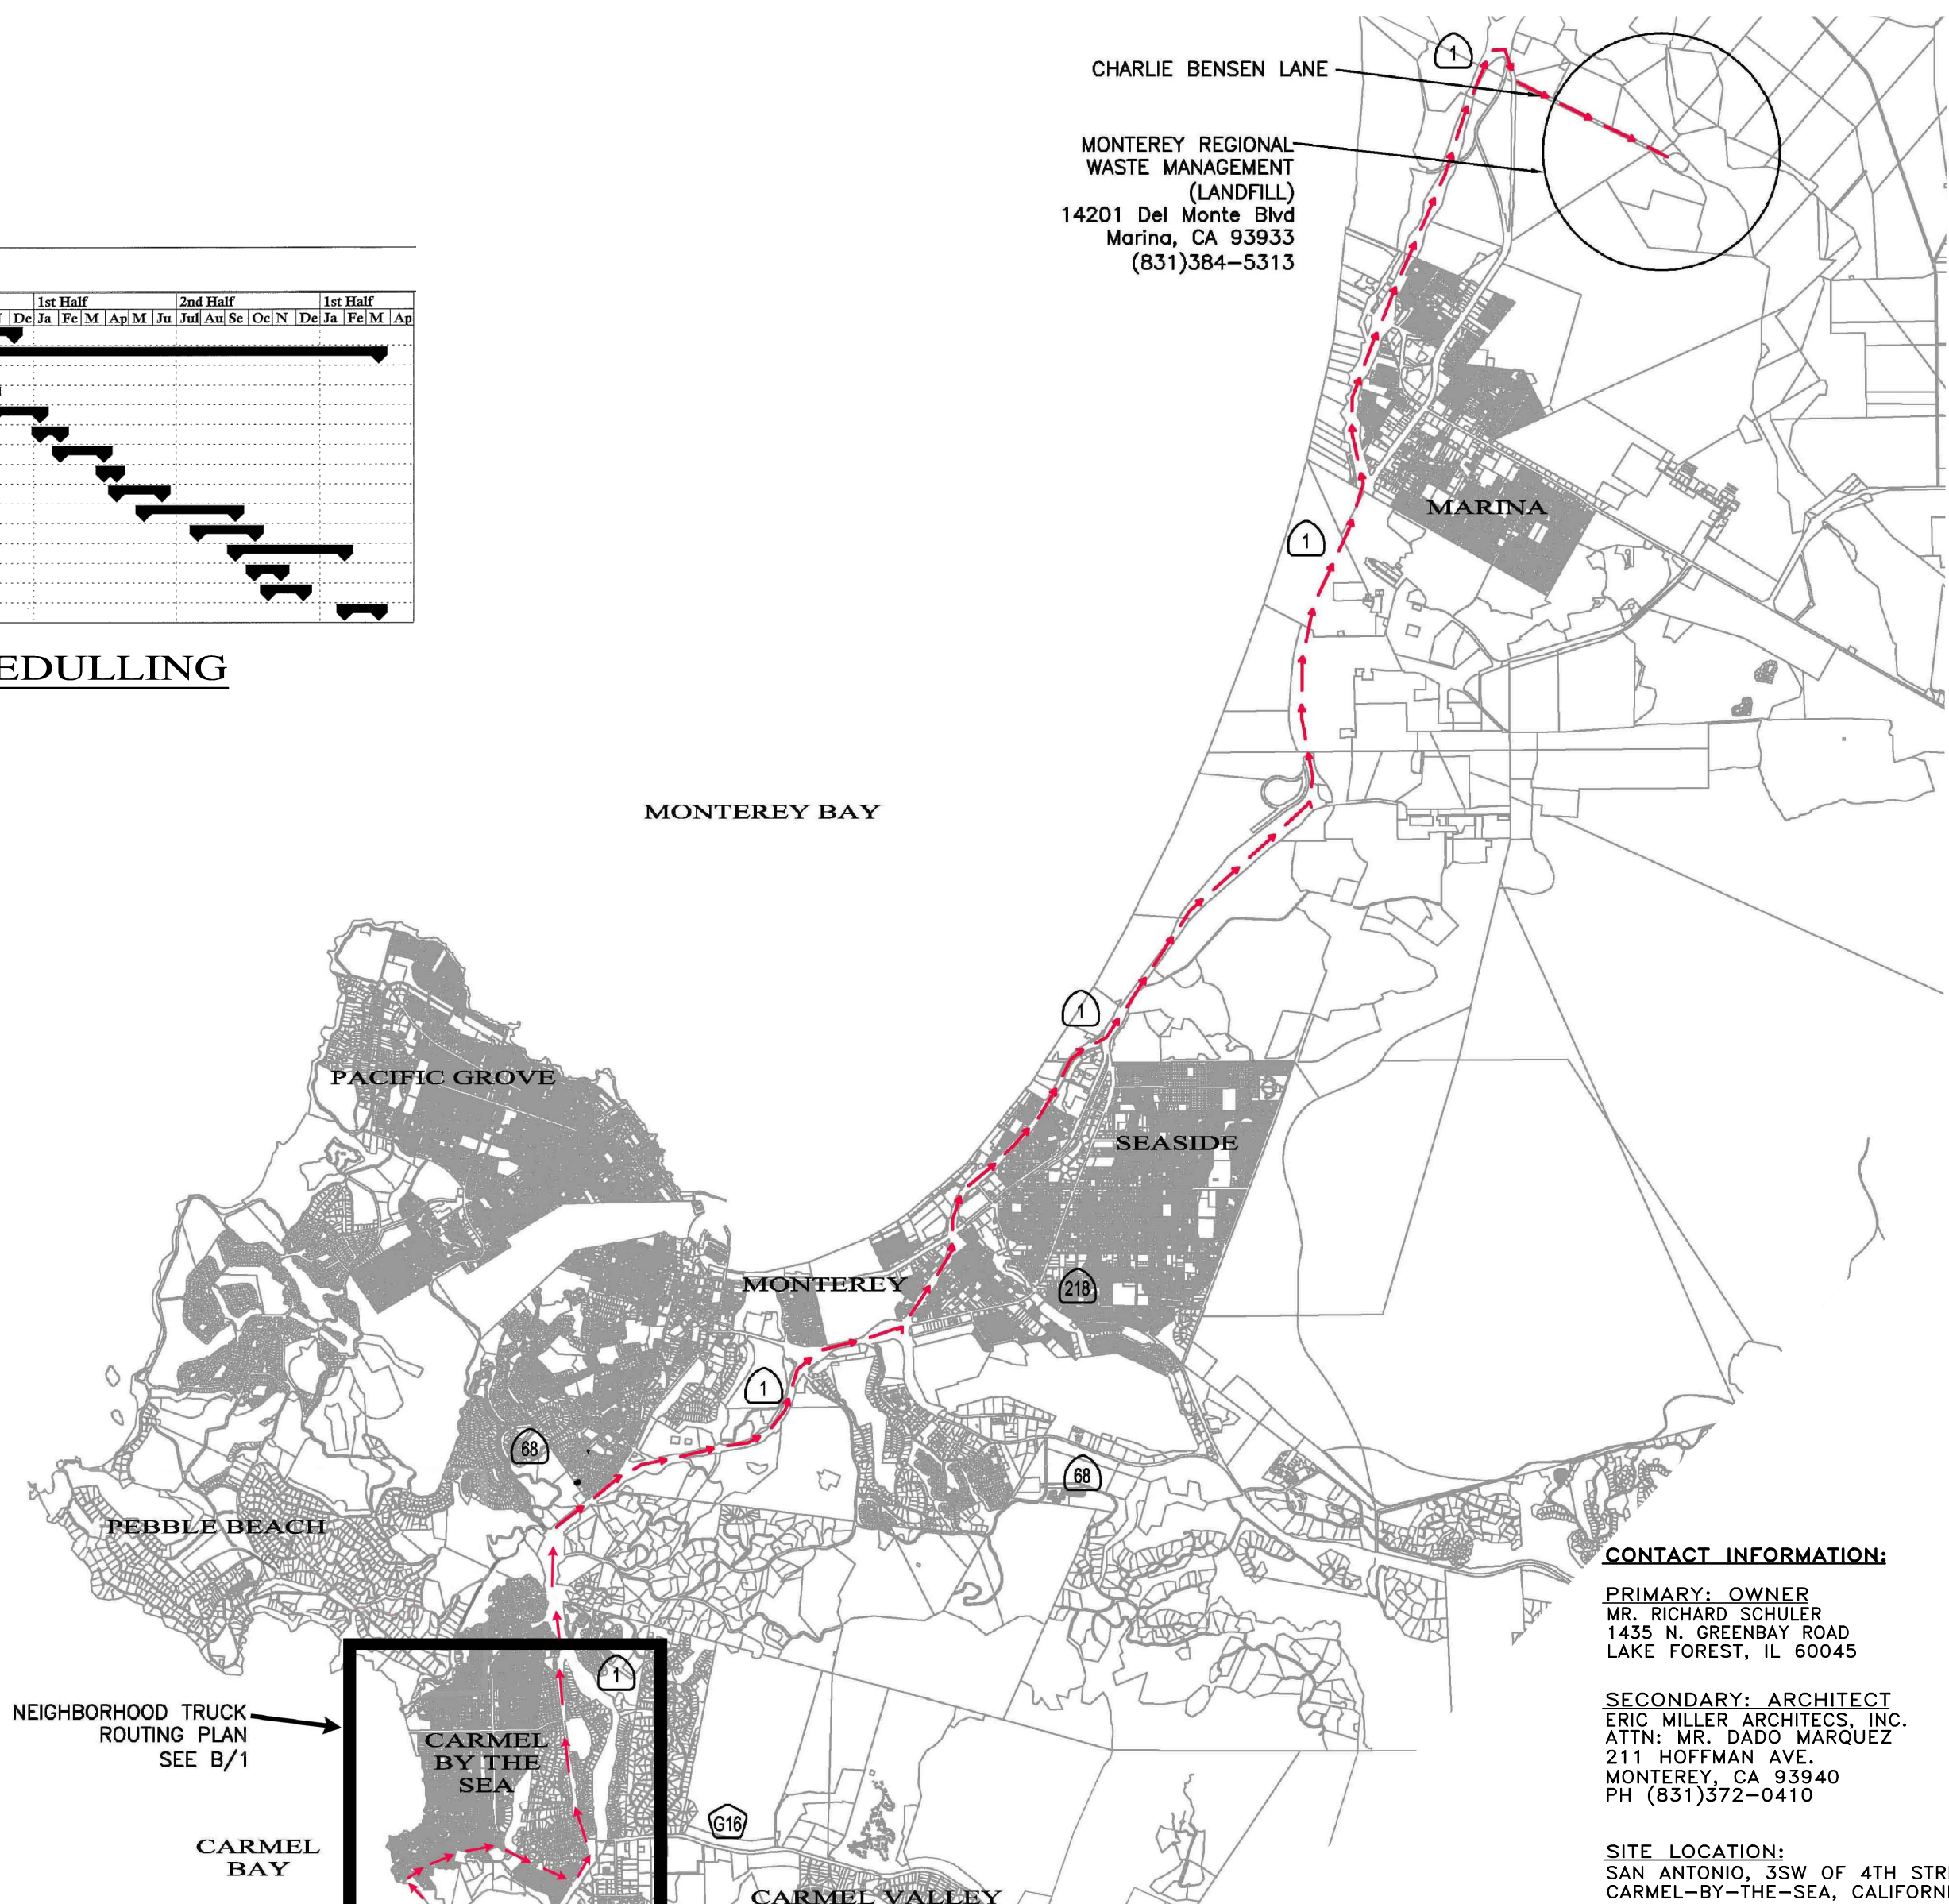 CHARLIE BENSEN LANE
1
MONTEREY REGIONAL
WASTE MANAGEMENT
(LANDFILL)
14201 Del Monte Blvd
Marina, CA 93933
(831)384-5313
1st Half 2nd Half 1st Half
De Ja Fe M Ap M Ju Jul Au Se Oc N De Ja Fe M Ap
EDULLING
MARINA
1
MONTEREY BAY
1
PACIFIC GROVE
SEASIDE
MONTEREY
218
1
68
68
PEBBLE BEACH
CONTACT INFORMATION:
PRIMARY: OWNER
MR. RICHARD SCHULER
1435 N. GREENBAY ROAD
LAKE FOREST, IL 60045
SECONDARY: ARCHITECT
ERIC MILLER ARCHITECS, INC.
ATTN: MR. DADO MARQUEZ
211 HOFFMAN AVE.
MONTEREY, CA 93940
PH (831)372-0410
SITE LOCATION:
SAN ANTONIO, 3SW OF 4TH STR
CARMEL-BY-THE-SEA, CALIFORN
1
NEIGHBORHOOD TRUCK
ROUTING PLAN
SEE B/1
CARMEL
BY THE
SEA
G16
CARMEL
BAY
CARMEL VALLEY